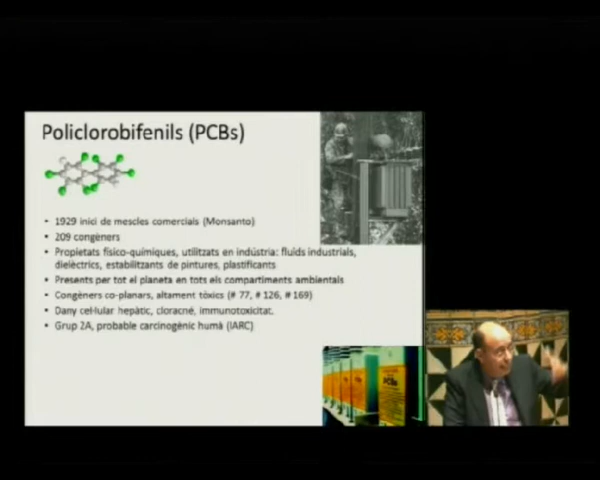 Policlorobifenils (PCBs)
• 1929 inici de mescles comercials (Monsanto)
• 209 congèners
• Propietats físico-químiques, utilitzats en indústria: fluids industrials,
dielèctrics, estabilitzants de pintures, plastificants
• Presents per tot el planeta en tots els compartiments ambientals
• Congèners co-planars, altament tòxics (# 77, # 126, # 169)
• Dany cel·lular hepàtic, cloracné, immunotoxicitat.
• Grup 2A, probable carcinogènic humà (IARC)
PCBs